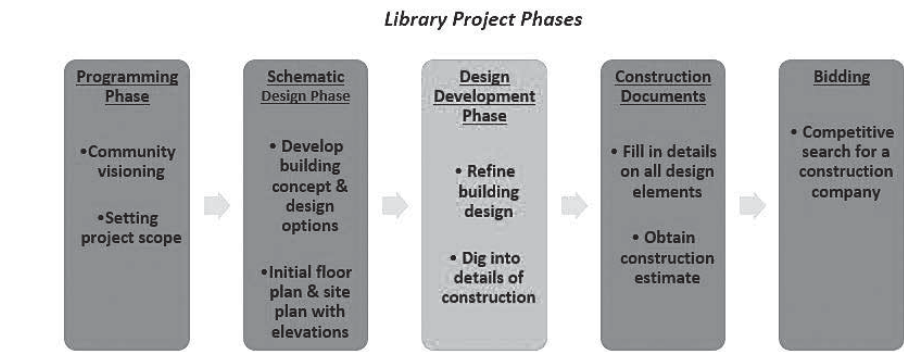 Library Project Phases
Programming
Phase
•Community
visioning
•Setting
project scope
Schematic
Design Phase
• Develop
building
concept &
design
options
•Initial floor
plan & site
plan with
elevations
Design
Development
Phase
• Refine
building
design
• Dig into
details of
construction
Construction
Documents
• Fill in details
on all design
elements
• Obtain
construction
estimate
Bidding
• Competitive
search for a
construction
company